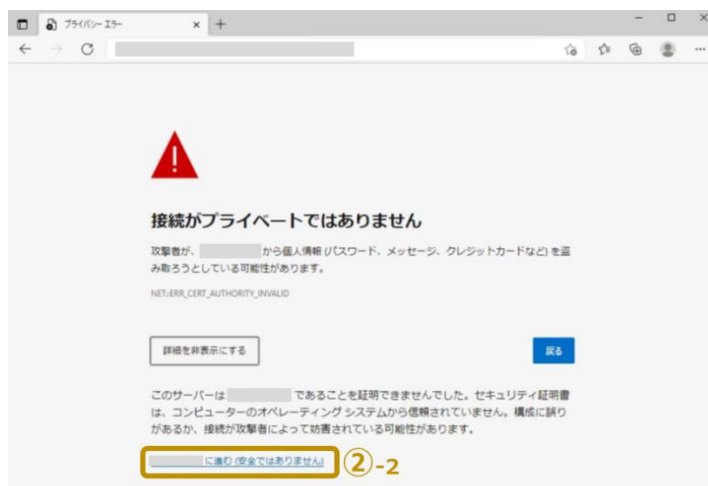 プライバシー エラー
接続がプライベートではありません
攻撃者が、 から個人情報 (パスワード、メッセージ、クレジットカードなど) を盗
み取ろうとしている可能性があります。
NET::ERR_CERT_AUTHORITY_INVALID
詳細を非表示にする
戻る
このサーバーは であることを証明できませんでした。セキュリティ証明書
は、コンピューターのオペレーティング システムから信頼されていません。構成に誤り
があるか、接続が攻撃者によって妨害されている可能性があります。
に進む (安全ではありません)
②-2